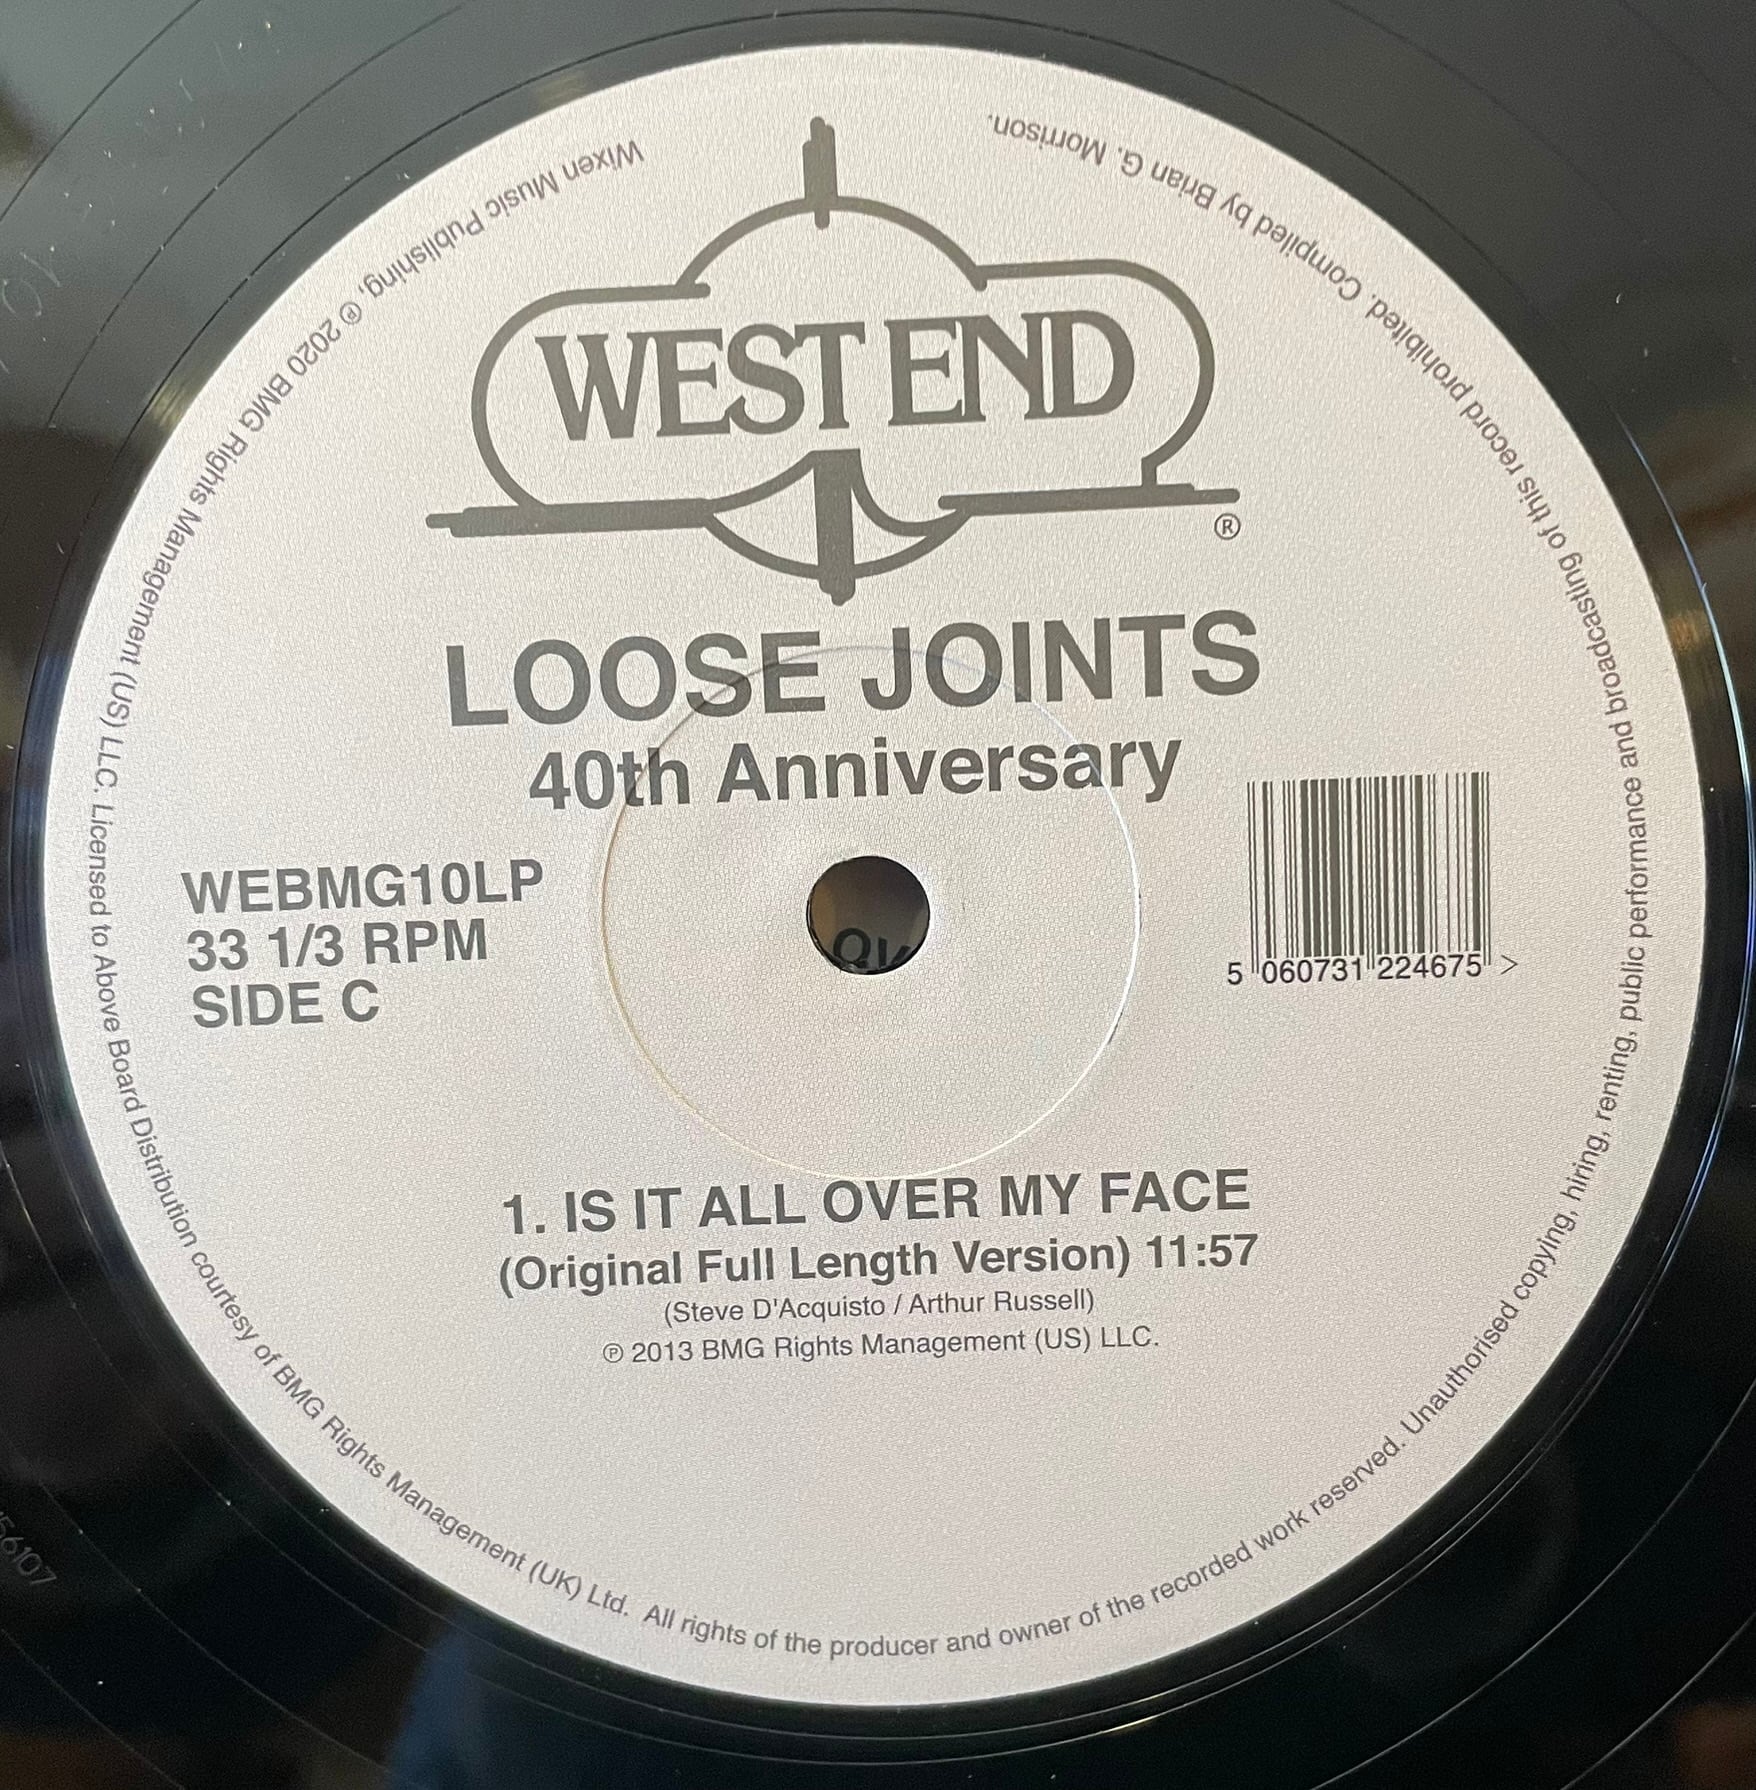 WEST END
®
LOOSE JOINTS
40th Anniversary
WEBMG10LP
33 1/3 RPM
SIDE C
5 060731 224675 >
1. IS IT ALL OVER MY FACE
(Original Full Length Version) 11:57
(Steve D'Acquisto / Arthur Russell)
℗ 2013 BMG Rights Management (US) LLC.
Wixen Music Publishing, ℗ 2020 BMG Rights Management (US) LLC. Licensed to Above Board Distribution courtesy of BMG Rights Management (UK) Ltd. All rights of the producer and owner of the recorded work reserved. Unauthorised copying, hiring, renting, public performance and broadcasting of this record prohibited. Compiled by Brian G. Morrison.
56107